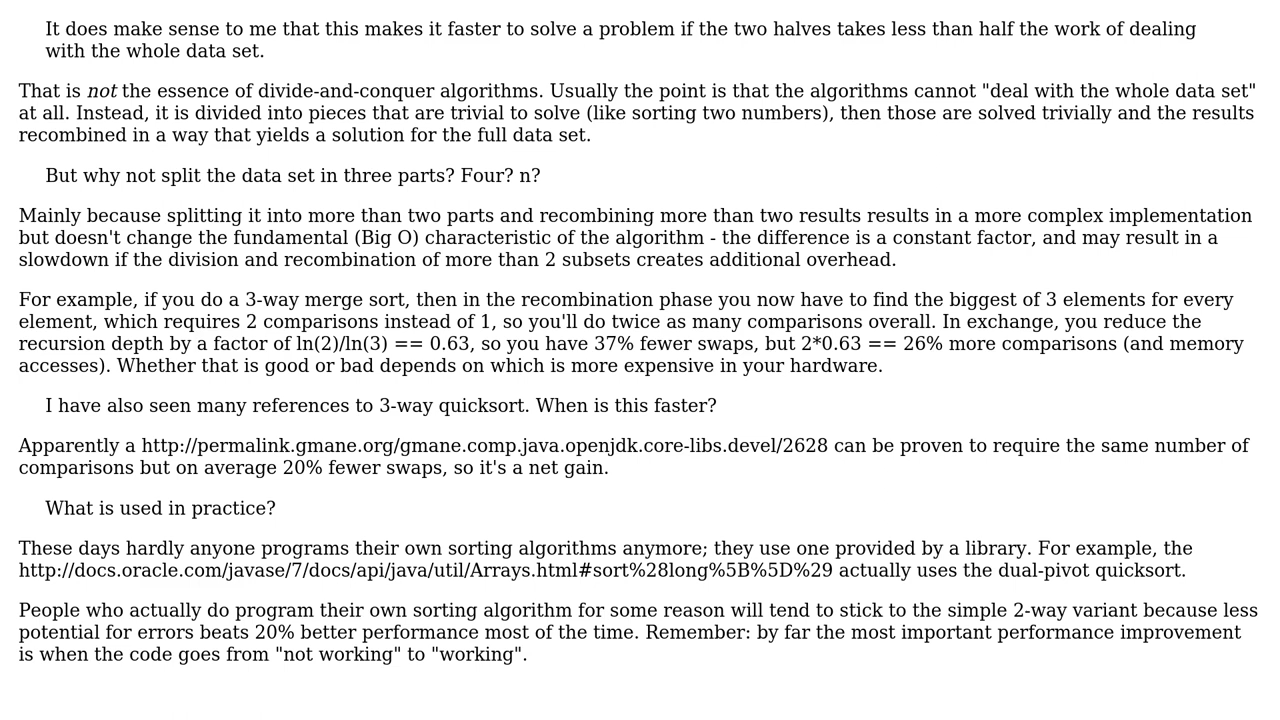 It does make sense to me that this makes it faster to solve a problem if the two halves takes less than half the work of dealing
with the whole data set.
That is not the essence of divide-and-conquer algorithms. Usually the point is that the algorithms cannot "deal with the whole data set"
at all. Instead, it is divided into pieces that are trivial to solve (like sorting two numbers), then those are solved trivially and the results
recombined in a way that yields a solution for the full data set.
But why not split the data set in three parts? Four? n?
Mainly because splitting it into more than two parts and recombining more than two results results in a more complex implementation
but doesn't change the fundamental (Big O) characteristic of the algorithm - the difference is a constant factor, and may result in a
slowdown if the division and recombination of more than 2 subsets creates additional overhead.
For example, if you do a 3-way merge sort, then in the recombination phase you now have to find the biggest of 3 elements for every
element, which requires 2 comparisons instead of 1, so you'll do twice as many comparisons overall. In exchange, you reduce the
recursion depth by a factor of ln(2)/ln(3) == 0.63, so you have 37% fewer swaps, but 2*0.63 == 26% more comparisons (and memory
accesses). Whether that is good or bad depends on which is more expensive in your hardware.
I have also seen many references to 3-way quicksort. When is this faster?
Apparently a http://permalink.gmane.org/gmane.comp.java.openjdk.core-libs.devel/2628 can be proven to require the same number of
comparisons but on average 20% fewer swaps, so it's a net gain.
What is used in practice?
These days hardly anyone programs their own sorting algorithms anymore; they use one provided by a library. For example, the
http://docs.oracle.com/javase/7/docs/api/java/util/Arrays.html#sort%28long%5B%5D%29 actually uses the dual-pivot quicksort.
People who actually do program their own sorting algorithm for some reason will tend to stick to the simple 2-way variant because less
potential for errors beats 20% better performance most of the time. Remember: by far the most important performance improvement
is when the code goes from "not working" to "working".